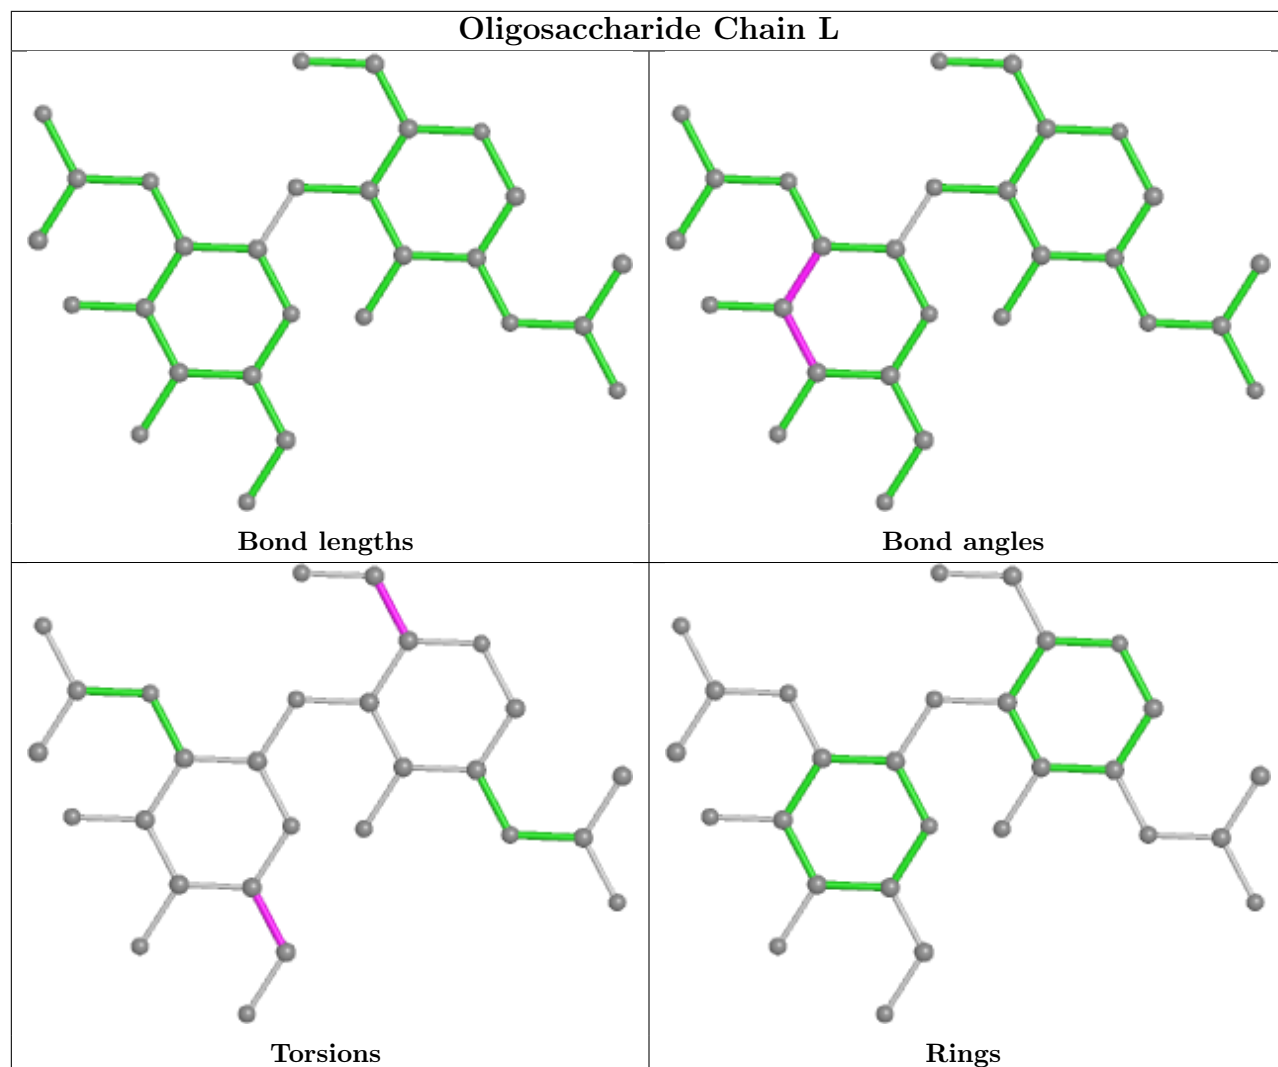 Oligosaccharide Chain L
Bond lengths
Bond angles
Torsions
Rings